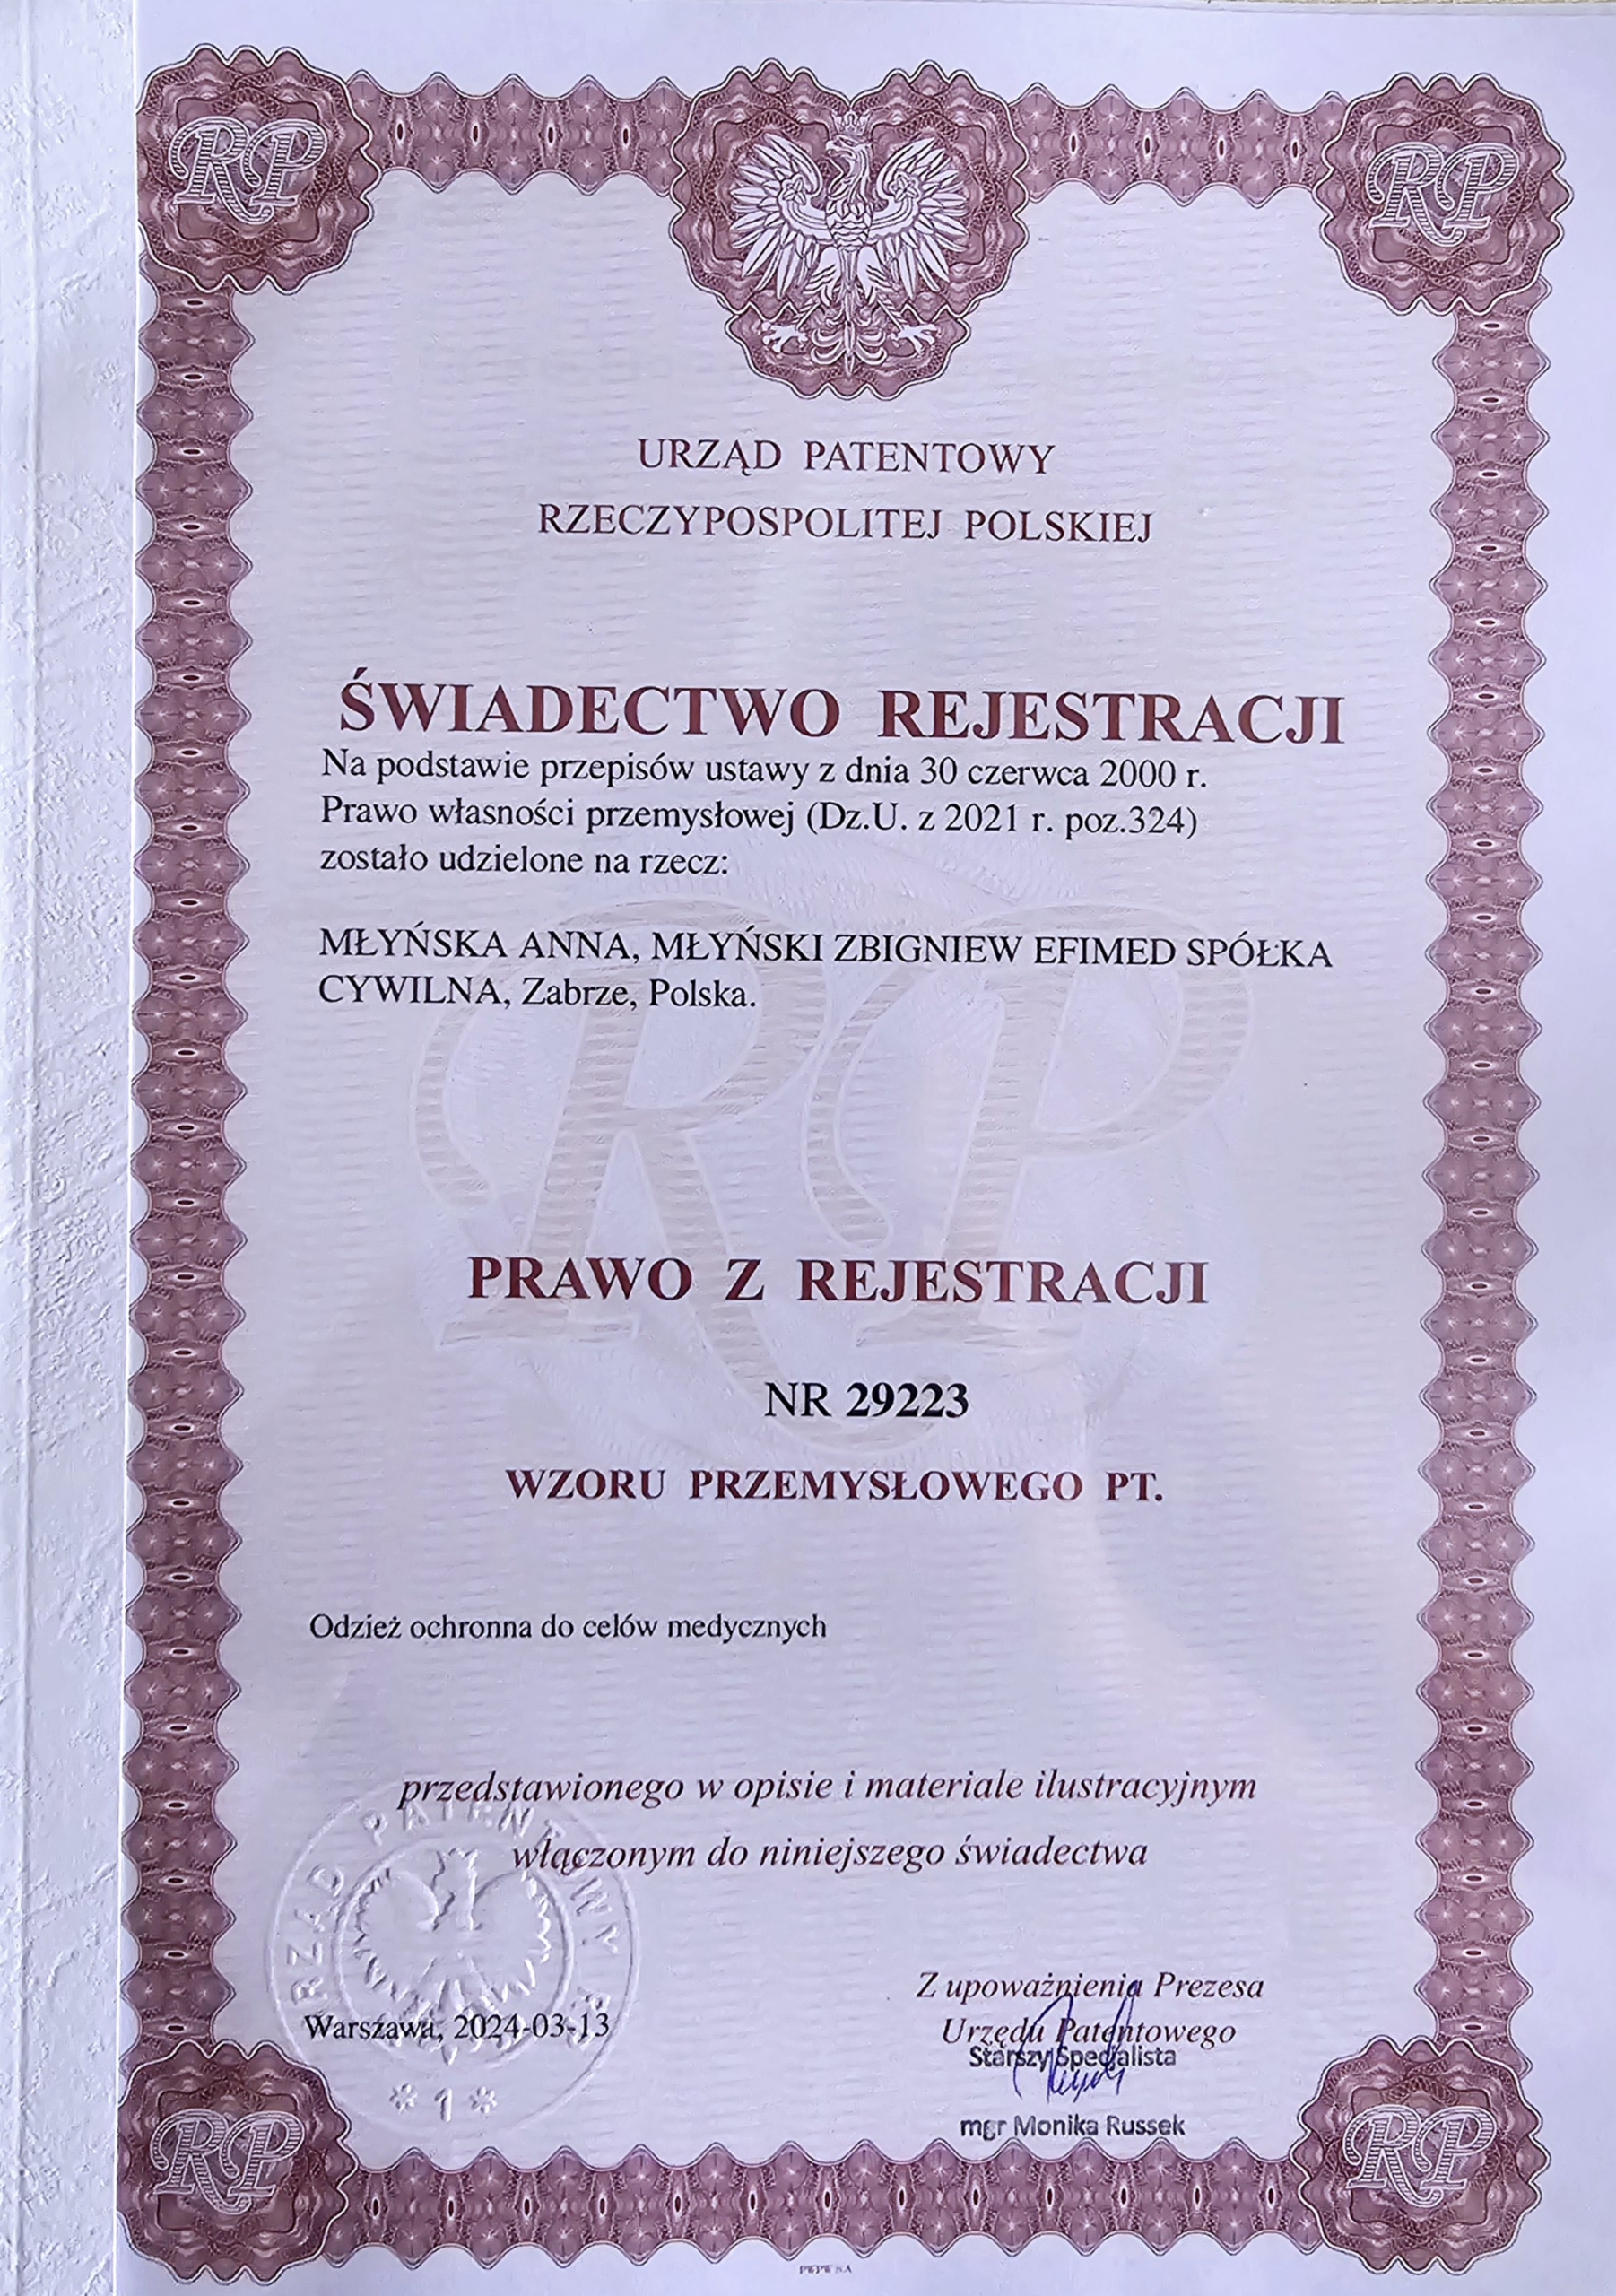 RP
RP
URZĄD PATENTOWY
RZECZYPOSPOLITEJ POLSKIEJ
ŚWIADECTWO REJESTRACJI
Na podstawie przepisów ustawy z dnia 30 czerwca 2000 r.
Prawo własności przemysłowej (Dz.U. z 2021 r. poz.324)
zostało udzielone na rzecz:
MŁYŃSKA ANNA, MŁYŃSKI ZBIGNIEW EFIMED SPÓŁKA
CYWILNA, Zabrze, Polska.
RP
PRAWO Z REJESTRACJI
NR 29223
WZORU PRZEMYSŁOWEGO PT.
Odzież ochronna do celów medycznych
przedstawionego w opisie i materiale ilustracyjnym
włączonym do niniejszego świadectwa
Z upoważnienia Prezesa
Urzędu Patentowego
Warszawa, 2024-03-13
Starszy Specjalista
* 1 *
mgr Monika Russek
RP
RP